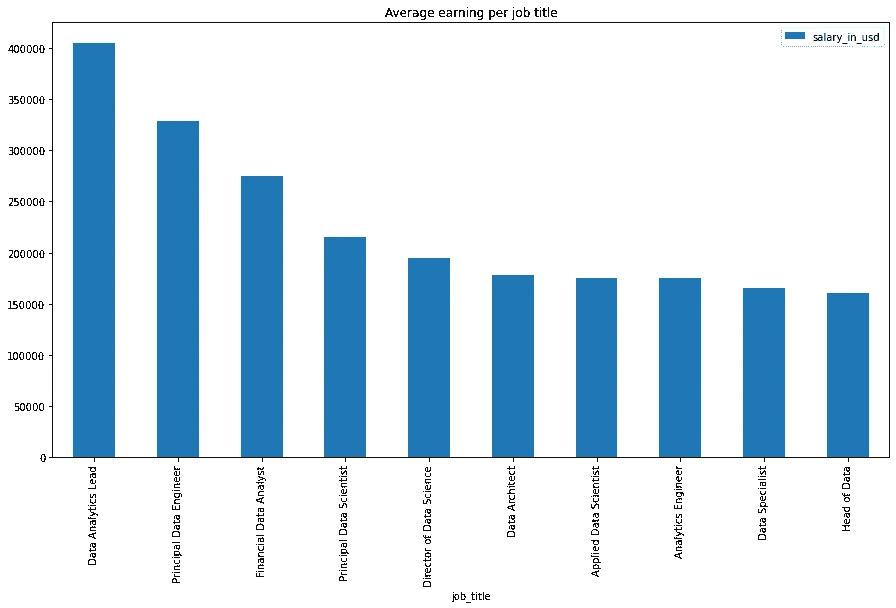 Average earning per job title
salary_in_usd
400000
350000
300000
250000
200000
150000
100000
50000
0
Data Analytics Lead
Principal Data Engineer
Financial Data Analyst
Principal Data Scientist
Director of Data Science
Data Architect
Applied Data Scientist
Analytics Engineer
Data Specialist
Head of Data
job_title